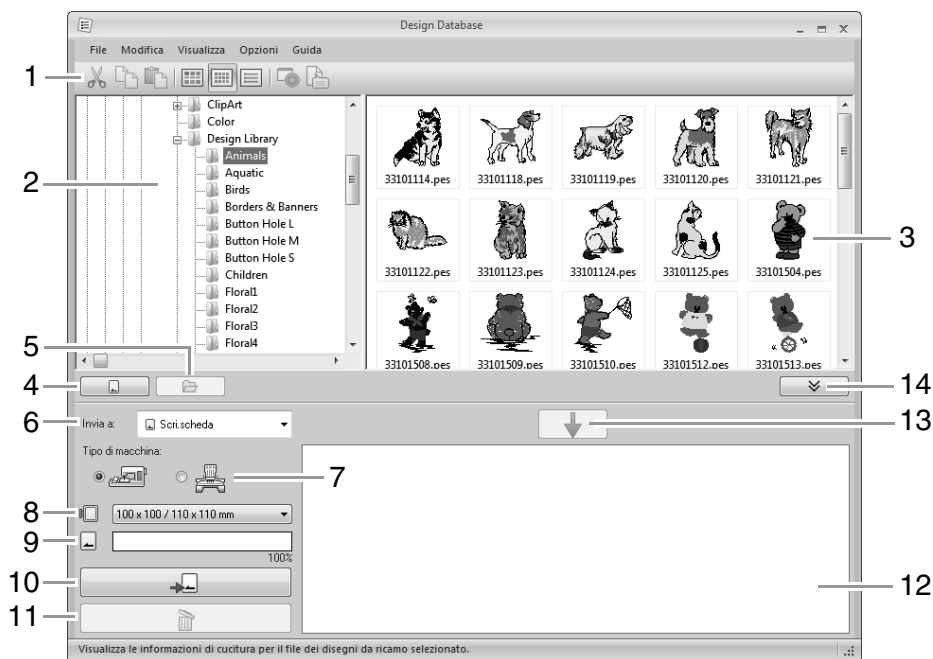 Design Database
File Modifica Visualizza Opzioni Guida
1
ClipArt
Color
Design Library
Animals
Aquatic
Birds
Borders & Banners
Button Hole L
Button Hole M
Button Hole S
Children
Floral1
Floral2
Floral3
Floral4
2
33101114.pes 33101118.pes 33101119.pes 33101120.pes 33101121.pes
33101122.pes 33101123.pes 33101124.pes 33101125.pes 33101504.pes
3
33101508.pes 33101509.pes 33101510.pes 33101512.pes 33101513.pes
5
4
14
6
Invia a: Scri.scheda
13
Tipo di macchina:
7
8
100 x 100 / 110 x 110 mm
9
100%
10
12
11
Visualizza le informazioni di cucitura per il file dei disegni da ricamo selezionato.